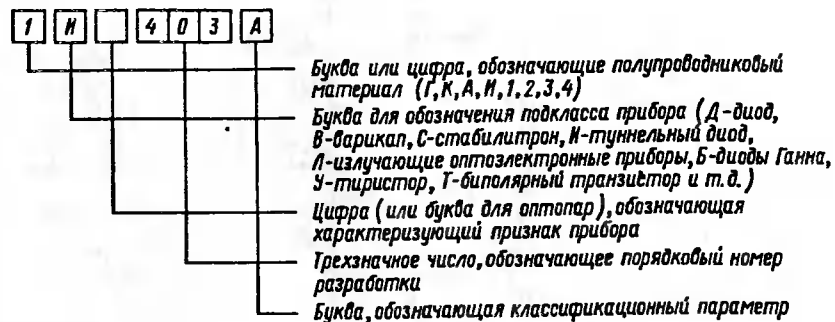 1 И 4 0 3 А
Буква или цифра, обозначающие полупроводниковый
материал (Г,К,А,И,1,2,3,4)
Буква для обозначения подкласса прибора (Д-диод,
В-варикап, С-стабилитрон, И-туннельный диод,
Л-излучающие оптоэлектронные приборы, Б-диоды Ганна,
У-тиристор, Т-биполярный транзистор и т.д.)
Цифра (или буква для оптопар), обозначающая
характеризующий признак прибора
Трехзначное число, обозначающее порядковый номер
разработки
Буква, обозначающая классификационный параметр